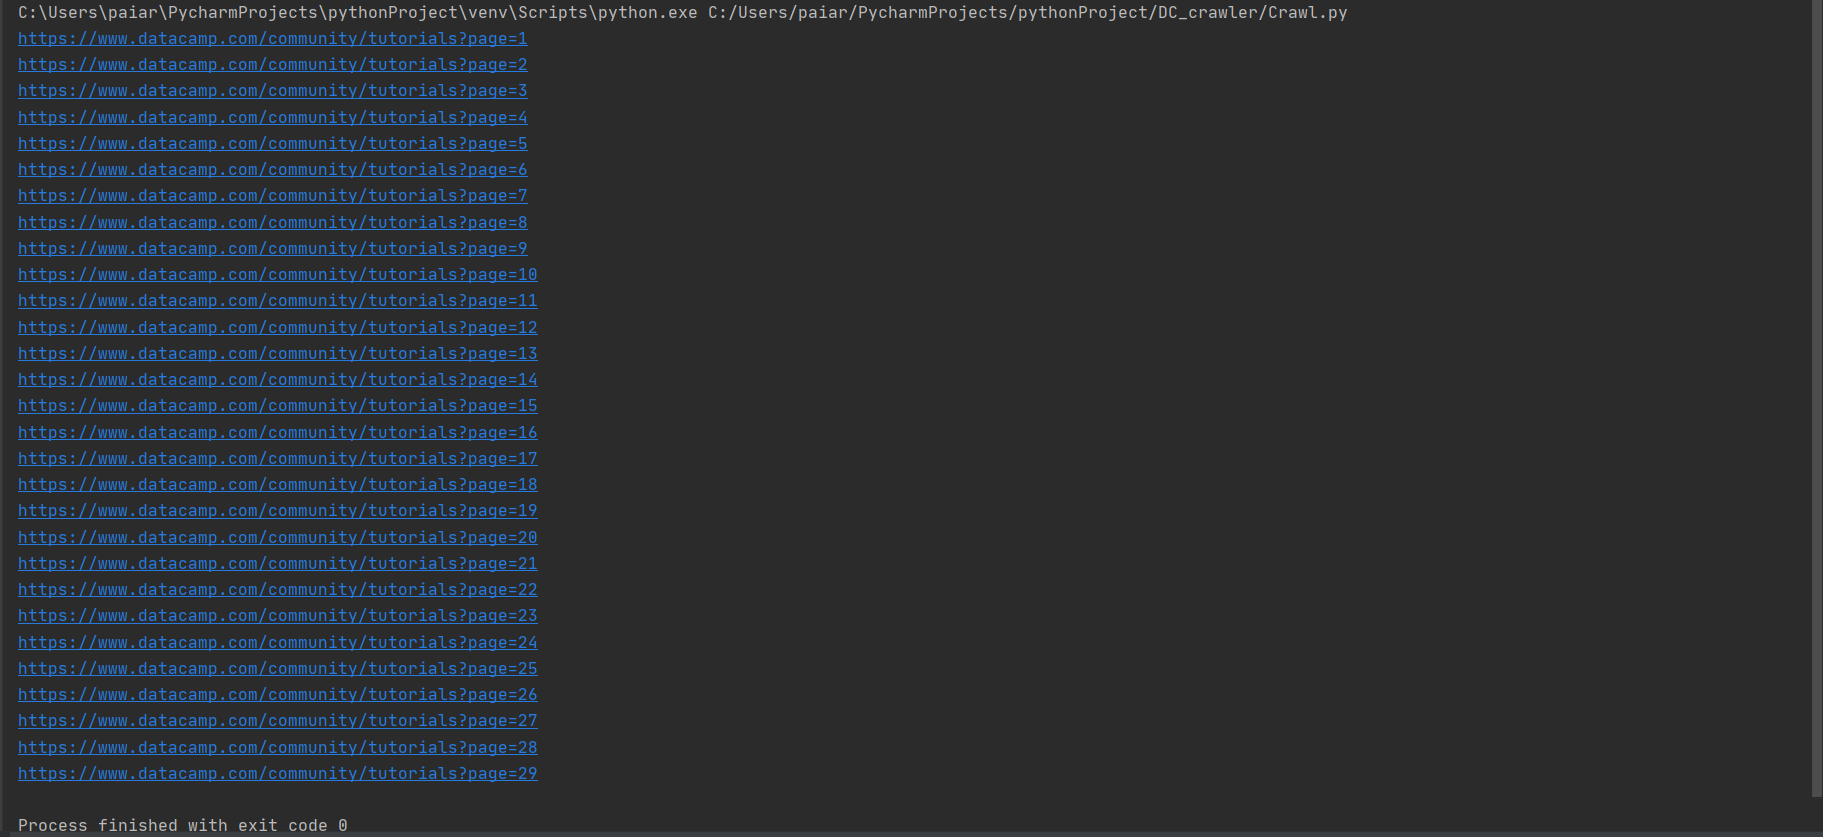 C:\Users\paiar\PycharmProjects\pythonProject\venv\Scripts\python.exe C:/Users/paiar/PycharmProjects/pythonProject/DC_crawler/Crawl.py
https://www.datacamp.com/community/tutorials?page=1
https://www.datacamp.com/community/tutorials?page=2
https://www.datacamp.com/community/tutorials?page=3
https://www.datacamp.com/community/tutorials?page=4
https://www.datacamp.com/community/tutorials?page=5
https://www.datacamp.com/community/tutorials?page=6
https://www.datacamp.com/community/tutorials?page=7
https://www.datacamp.com/community/tutorials?page=8
https://www.datacamp.com/community/tutorials?page=9
https://www.datacamp.com/community/tutorials?page=10
https://www.datacamp.com/community/tutorials?page=11
https://www.datacamp.com/community/tutorials?page=12
https://www.datacamp.com/community/tutorials?page=13
https://www.datacamp.com/community/tutorials?page=14
https://www.datacamp.com/community/tutorials?page=15
https://www.datacamp.com/community/tutorials?page=16
https://www.datacamp.com/community/tutorials?page=17
https://www.datacamp.com/community/tutorials?page=18
https://www.datacamp.com/community/tutorials?page=19
https://www.datacamp.com/community/tutorials?page=20
https://www.datacamp.com/community/tutorials?page=21
https://www.datacamp.com/community/tutorials?page=22
https://www.datacamp.com/community/tutorials?page=23
https://www.datacamp.com/community/tutorials?page=24
https://www.datacamp.com/community/tutorials?page=25
https://www.datacamp.com/community/tutorials?page=26
https://www.datacamp.com/community/tutorials?page=27
https://www.datacamp.com/community/tutorials?page=28
https://www.datacamp.com/community/tutorials?page=29
Process finished with exit code 0